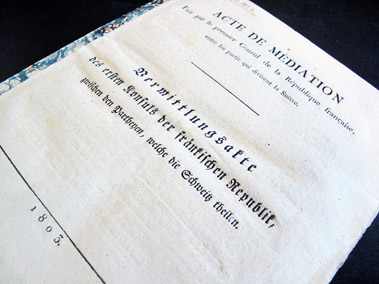 ACTE DE MÉDIATION
Fait par le premier Consul de la République française,
entre les partis qui divisent la Suisse.
Vermittlungsakte
des ersten Konsuls der fränkischen Republik,
zwischen den Partheyen, welche die Schweitz theilen.
1803.